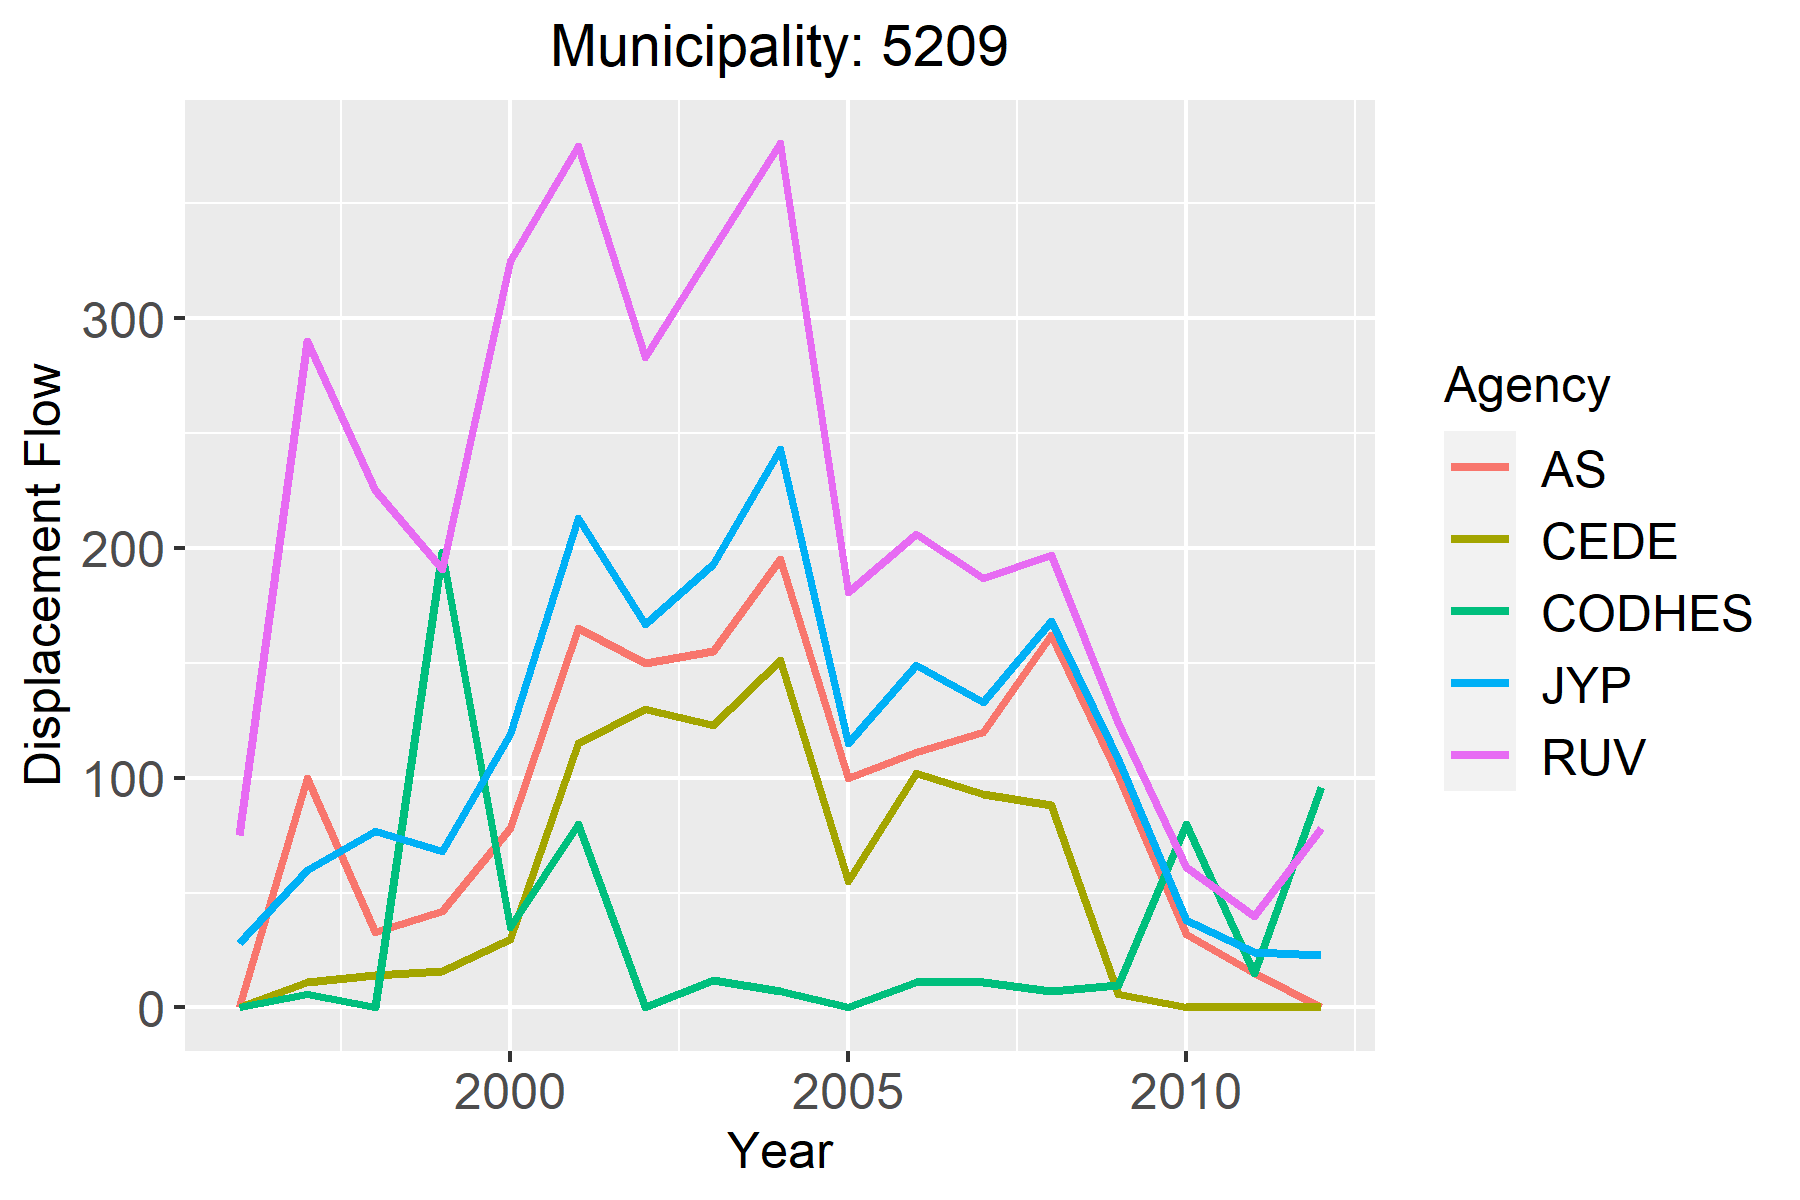 Municipality: 5209
Displacement Flow
300
200
100
0
2000
2005
2010
Year
Agency
AS
CEDE
CODHES
JYP
RUV